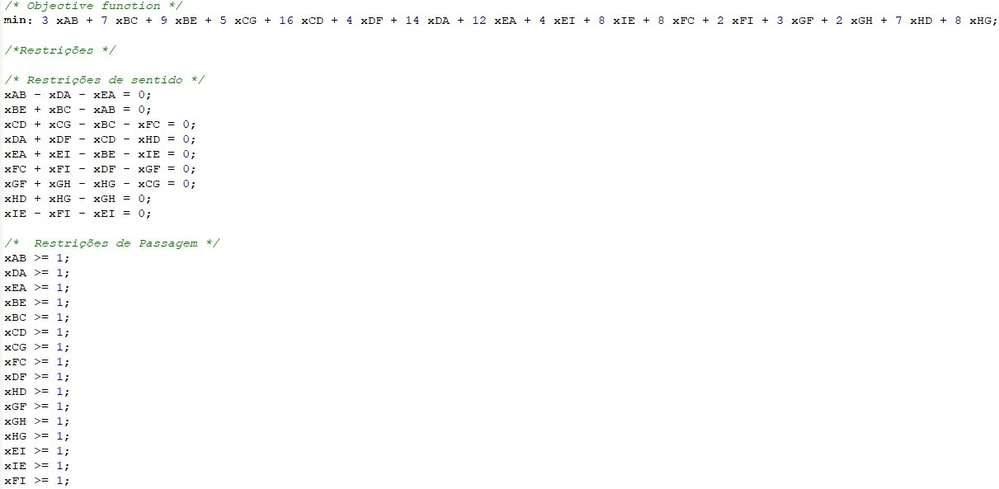 /* Objective function */
min: 3 xAB + 7 xBC + 9 xBE + 5 xCG + 16 xCD + 4 xDF + 14 xDA + 12 xEA + 4 xEI + 8 xIE + 8 xFC + 2 xFI + 3 xGF + 2 xGH + 7 xHD + 8 xHG;
/*Restrições */
/* Restrições de sentido */
xAB - xDA - xEA = 0;
xBE + xBC - xAB = 0;
xCD + xCG - xBC - xFC = 0;
xDA + xDF - xCD - xHD = 0;
xEA + xEI - xBE - xIE = 0;
xFC + xFI - xDF - xGF = 0;
xGF + xGH - xHG - xCG = 0;
xHD + xHG - xGH = 0;
xIE - xFI - xEI = 0;
/*  Restrições de Passagem */
xAB >= 1;
xDA >= 1;
xEA >= 1;
xBE >= 1;
xBC >= 1;
xCD >= 1;
xCG >= 1;
xFC >= 1;
xDF >= 1;
xHD >= 1;
xGF >= 1;
xGH >= 1;
xHG >= 1;
xEI >= 1;
xIE >= 1;
xFI >= 1;